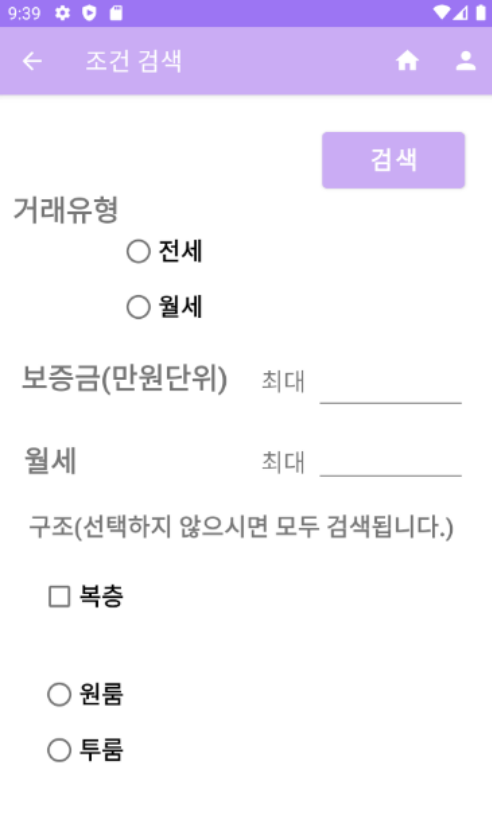 9:39
조건 검색
검색
거래유형
전세
월세
보증금(만원단위) 최대
월세 최대
구조(선택하지 않으시면 모두 검색됩니다.)
복층
원룸
투룸